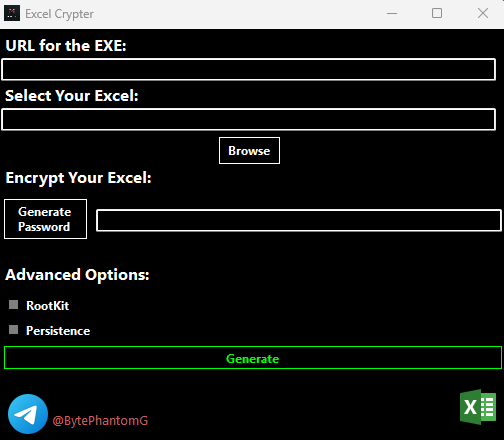 Excel Crypter
URL for the EXE:
Select Your Excel:
Browse
Encrypt Your Excel:
Generate
Password
Advanced Options:
RootKit
Persistence
Generate
@BytePhantomG
X